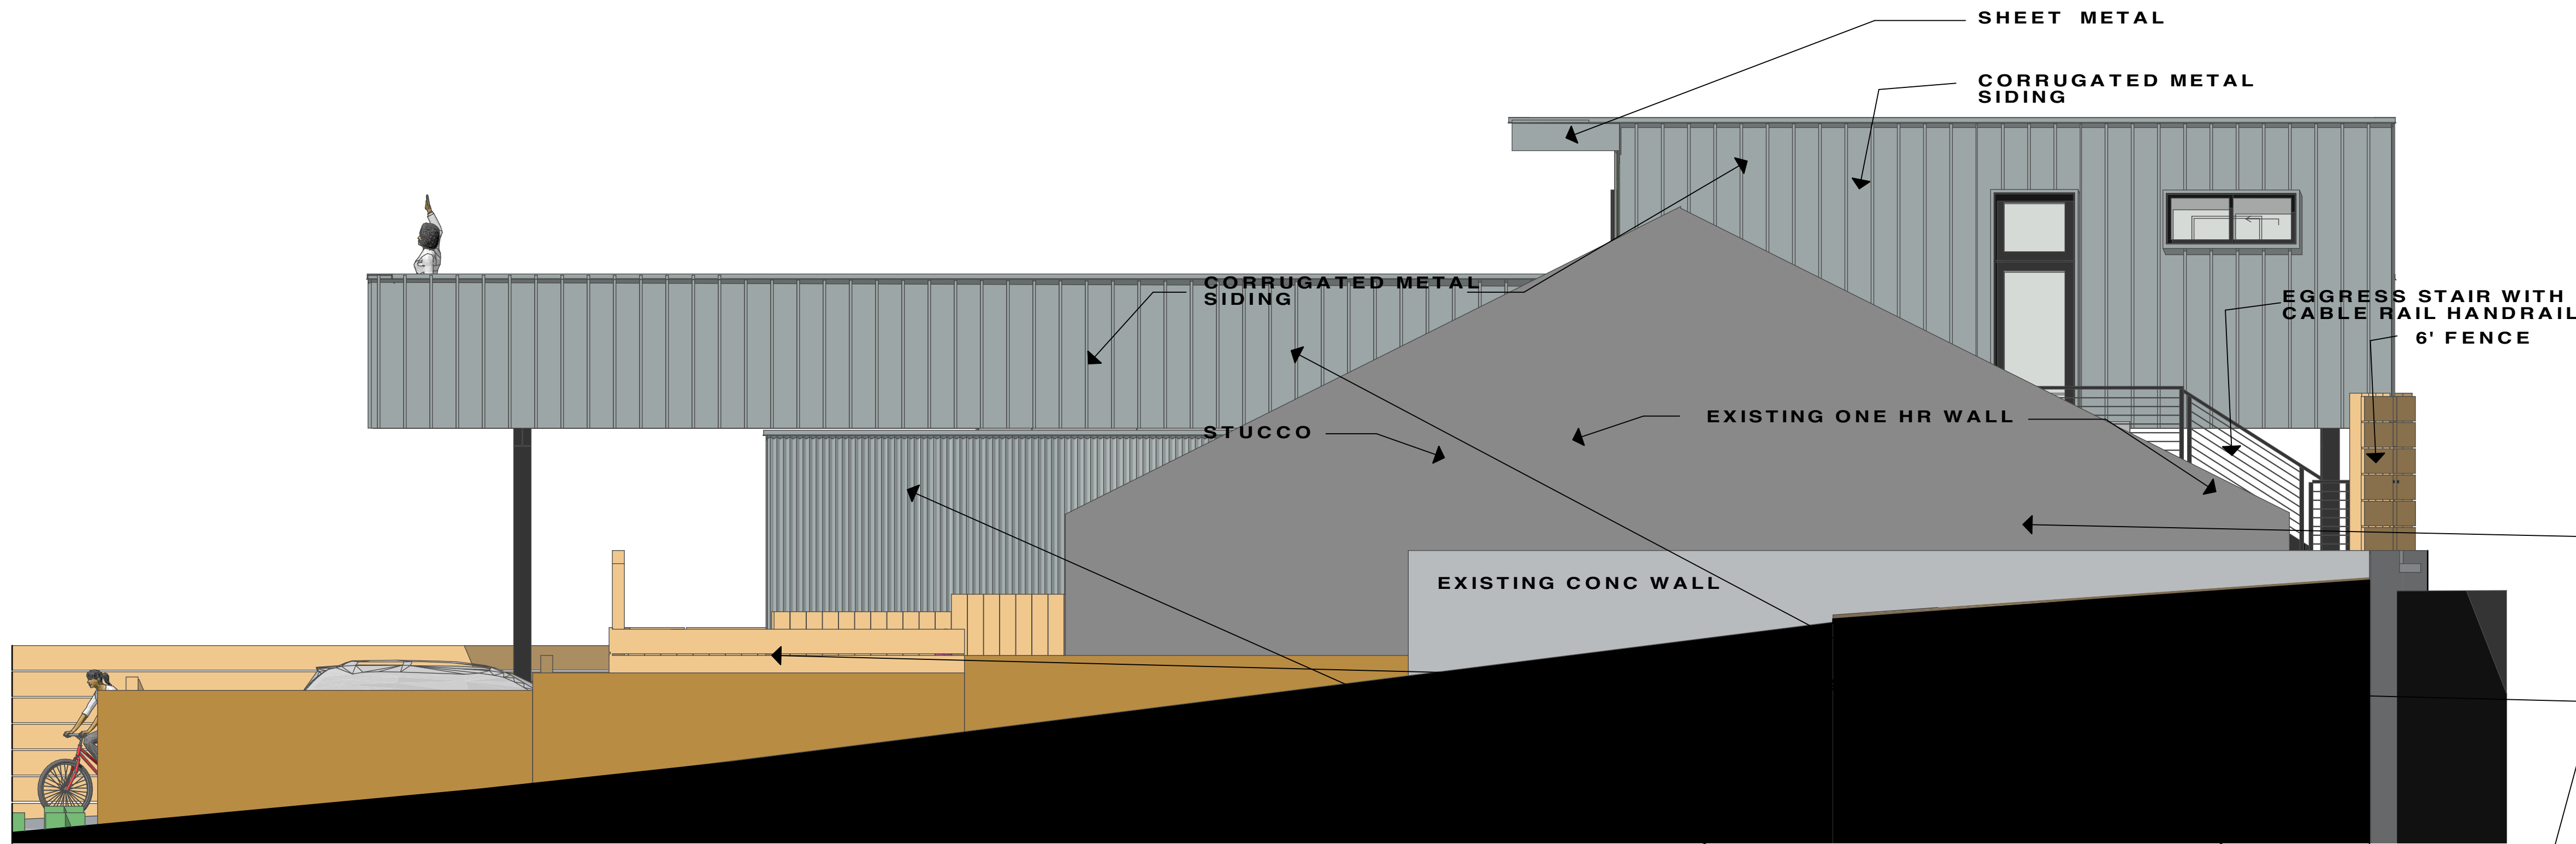 SHEET METAL
CORRUGATED METAL
SIDING
CORRUGATED METAL
SIDING
EGGRESS STAIR WITH
CABLE RAIL HANDRAIL
6' FENCE
EXISTING ONE HR WALL
STUCCO
EXISTING CONC WALL